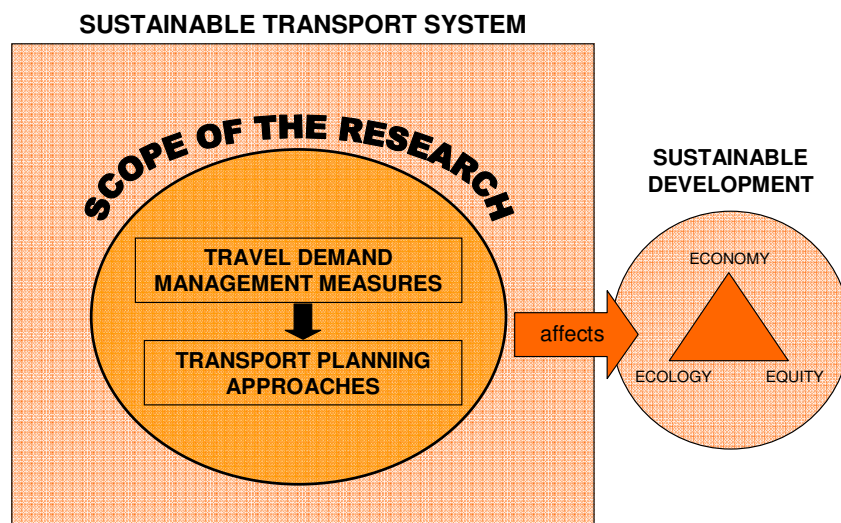 SUSTAINABLE TRANSPORT SYSTEM
SCOPE OF THE RESEARCH
TRAVEL DEMAND
MANAGEMENT MEASURES
TRANSPORT PLANNING
APPROACHES
affects
SUSTAINABLE
DEVELOPMENT
ECONOMY
ECOLOGY
EQUITY